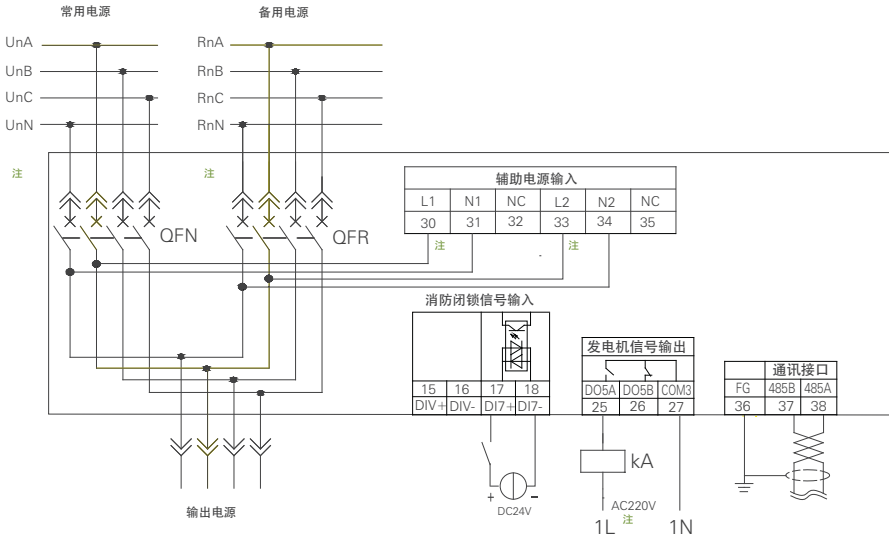 常用电源 备用电源
UnA RnA
UnB RnB
UnC RnC
UnN RnN
注 注
辅助电源输入
L1 N1 NC L2 N2 NC
30 31 32 33 34 35
QFN QFR
注 注
消防闭锁信号输入
发电机信号输出
通讯接口
15 16 17 18
DIV+ DIV- DI7+ DI7-
DO5A DO5B COM3
25 26 27
FG 485B 485A
36 37 38
kA
+ −
DC24V
AC220V
注
1L 1N
输出电源